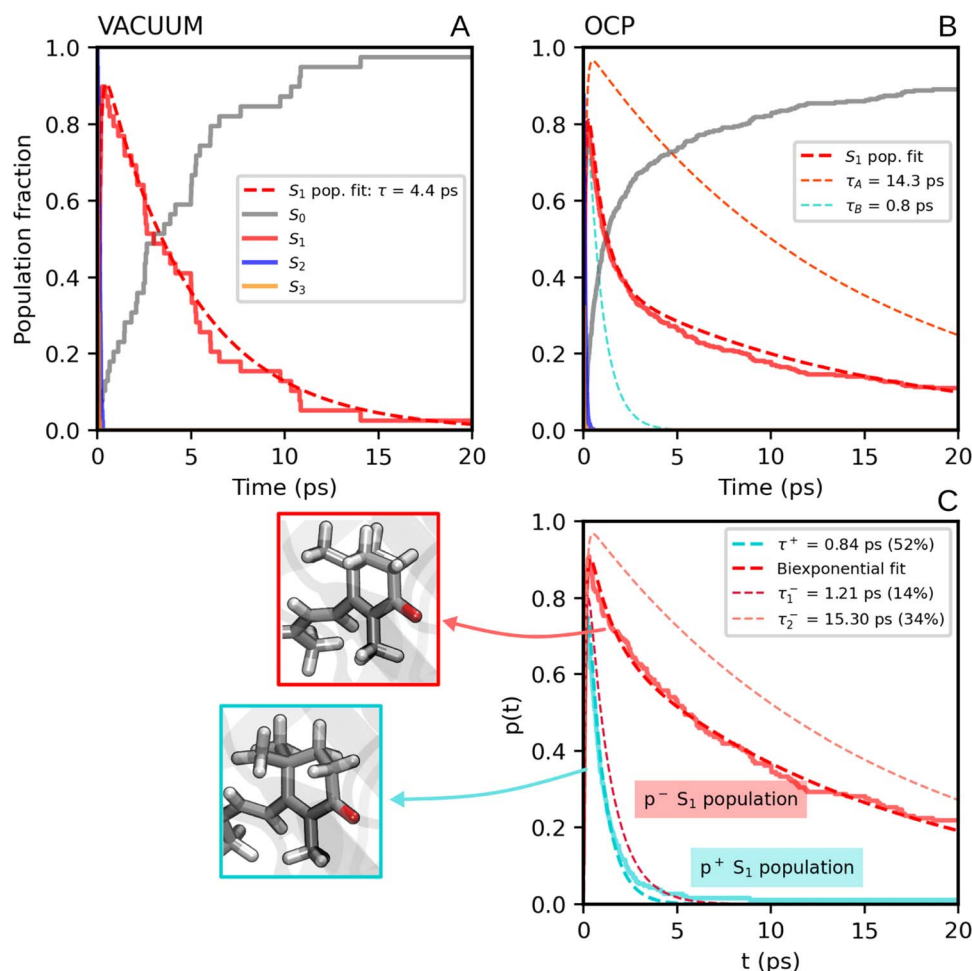 VACUUM
A
1.0
0.8
0.6
0.4
0.2
0.0
Population fraction
S₁ pop. fit: τ = 4.4 ps
S₀
S₁
S₂
S₃
0
5
10
15
20
Time (ps)
OCP
B
1.0
0.8
0.6
0.4
0.2
0.0
S₁ pop. fit
τ_A = 14.3 ps
τ_B = 0.8 ps
0
5
10
15
20
Time (ps)
C
1.0
0.8
0.6
0.4
0.2
0.0
p(t)
τ⁺ = 0.84 ps (52%)
Biexponential fit
τ₁⁻ = 1.21 ps (14%)
τ₂⁻ = 15.30 ps (34%)
p⁻ S₁ population
p⁺ S₁ population
0
5
10
15
20
t (ps)